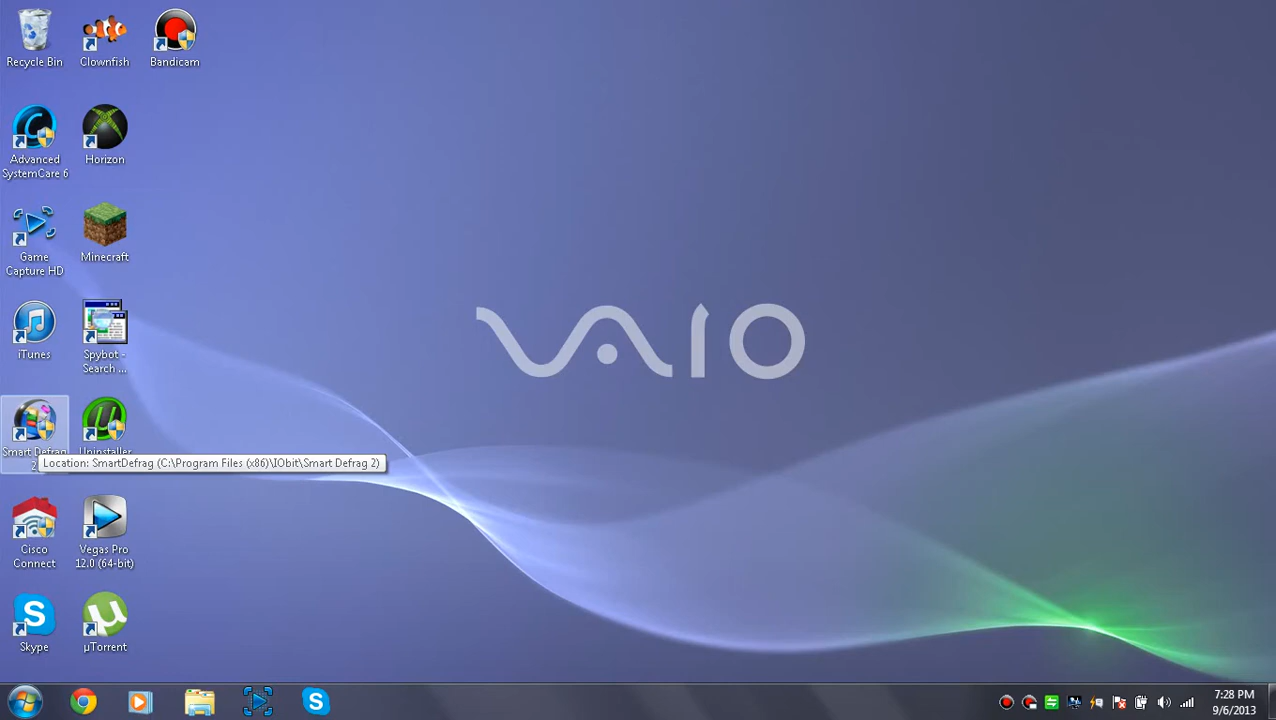 Recycle Bin
Clownfish
Bandicam
Advanced
SystemCare 6
Horizon
Game
Capture HD
Minecraft
iTunes
Spybot -
Search ...
Smart Defrag
2
Uninstaller
Location: SmartDefrag (C:\Program Files (x86)\IObit\Smart Defrag 2)
VAIO
Cisco
Connect
Vegas Pro
12.0 (64-bit)
Skype
µTorrent
7:28 PM
9/6/2013